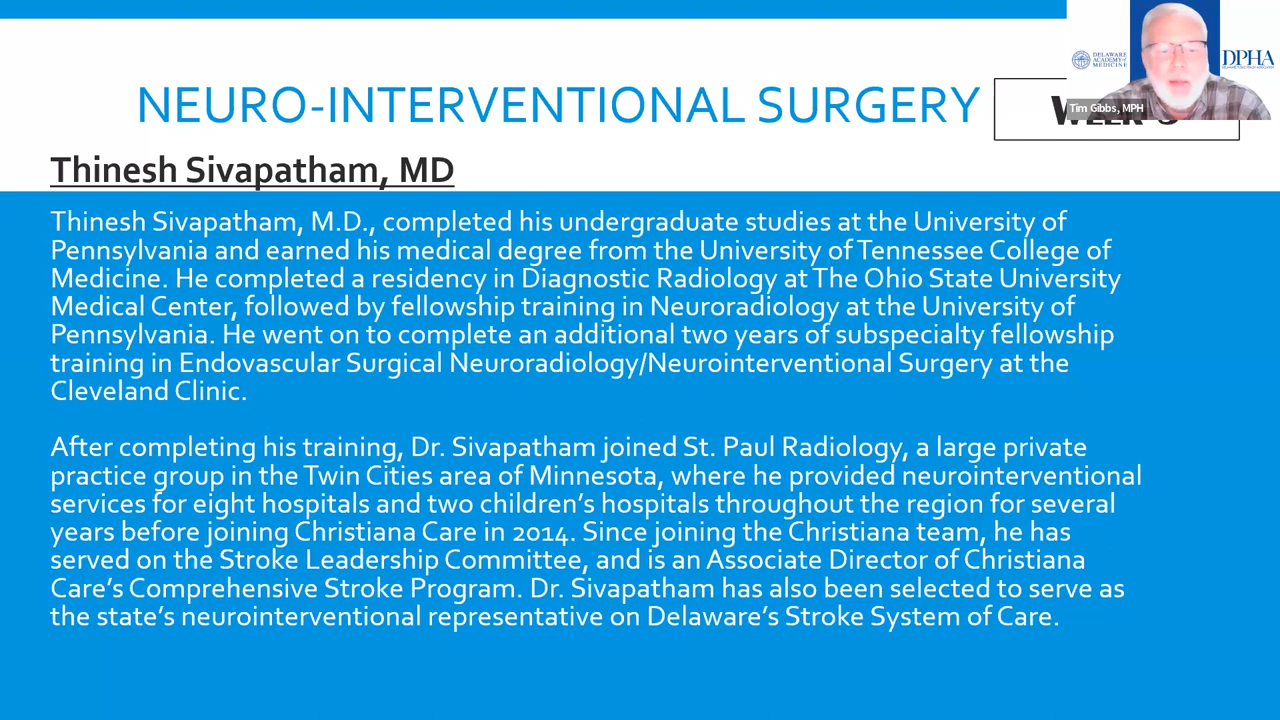 DELAWARE
ACADEMY of
MEDICINE
DPHA
Tim Gibbs, MPH
NEURO-INTERVENTIONAL SURGERY
Thinesh Sivapatham, MD
Thinesh Sivapatham, M.D., completed his undergraduate studies at the University of
Pennsylvania and earned his medical degree from the University of Tennessee College of
Medicine. He completed a residency in Diagnostic Radiology at The Ohio State University
Medical Center, followed by fellowship training in Neuroradiology at the University of
Pennsylvania. He went on to complete an additional two years of subspecialty fellowship
training in Endovascular Surgical Neuroradiology/Neurointerventional Surgery at the
Cleveland Clinic.
After completing his training, Dr. Sivapatham joined St. Paul Radiology, a large private
practice group in the Twin Cities area of Minnesota, where he provided neurointerventional
services for eight hospitals and two children’s hospitals throughout the region for several
years before joining Christiana Care in 2014. Since joining the Christiana team, he has
served on the Stroke Leadership Committee, and is an Associate Director of Christiana
Care’s Comprehensive Stroke Program. Dr. Sivapatham has also been selected to serve as
the state’s neurointerventional representative on Delaware’s Stroke System of Care.